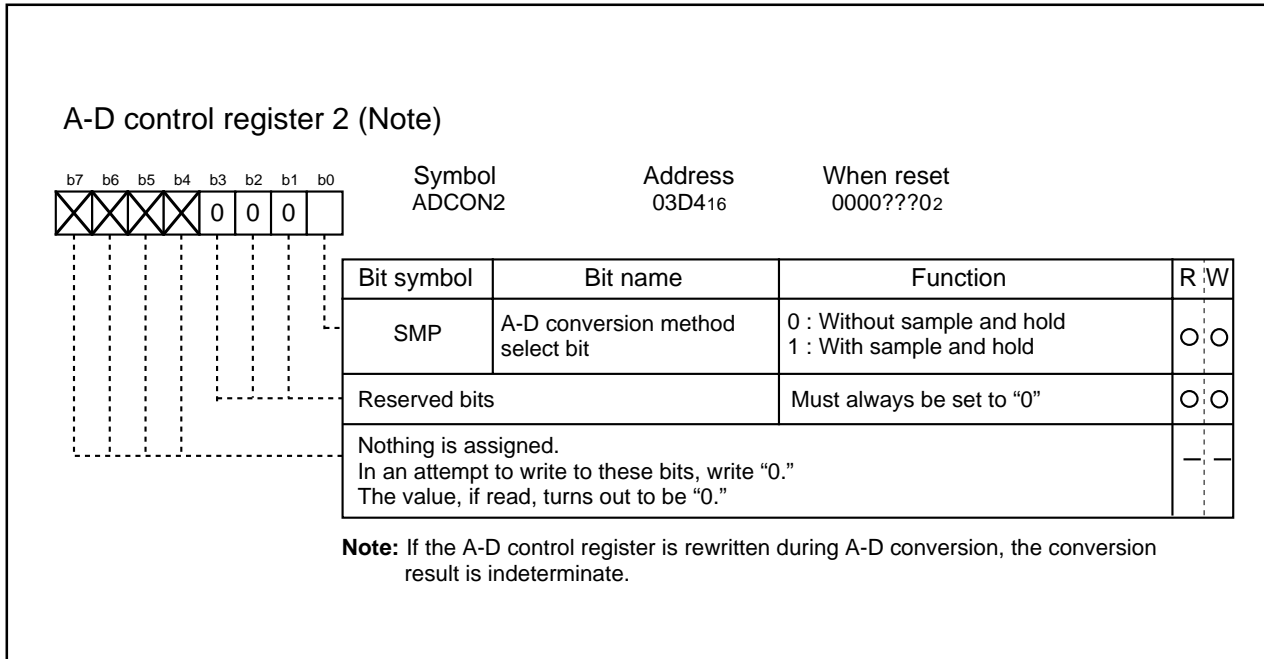 A-D control register 2 (Note)
b7 b6 b5 b4 b3 b2 b1 b0
0 0 0
Symbol Address When reset
ADCON2 03D416 0000???02
Bit symbol Bit name Function R W
SMP
A-D conversion method
select bit
0 : Without sample and hold
1 : With sample and hold
Reserved bits Must always be set to “0”
Nothing is assigned.
In an attempt to write to these bits, write “0.”
The value, if read, turns out to be “0.”
Note: If the A-D control register is rewritten during A-D conversion, the conversion
result is indeterminate.